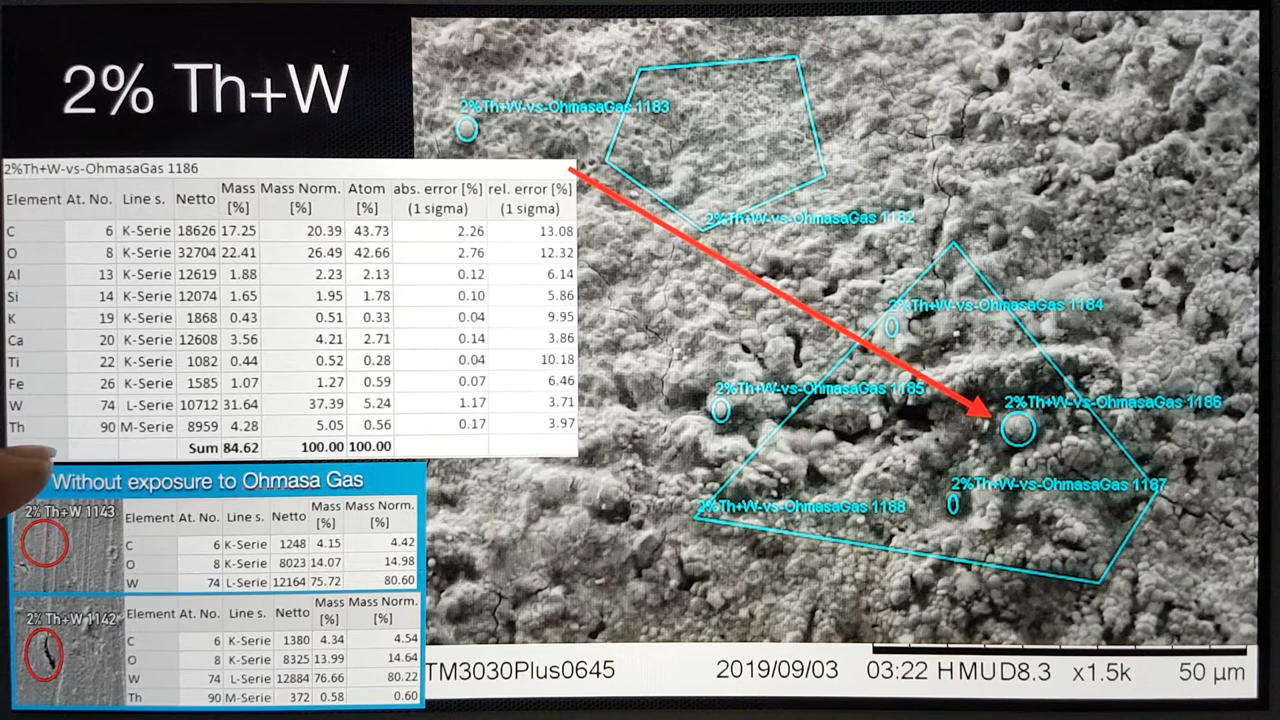 2% Th+W
2%Th+W-vs-OhmasaGas 1186
Element At. No. Line s. Netto Mass [%] Mass Norm. [%] Atom [%] abs. error [%] (1 sigma) rel. error [%] (1 sigma)
C 6 K-Serie 18626 17.25 20.39 43.73 2.26 13.08
O 8 K-Serie 32704 22.41 26.49 42.66 2.76 12.32
Al 13 K-Serie 12619 1.88 2.23 2.13 0.12 6.14
Si 14 K-Serie 12074 1.65 1.95 1.78 0.10 5.86
K 19 K-Serie 1868 0.43 0.51 0.33 0.04 9.95
Ca 20 K-Serie 12608 3.56 4.21 2.71 0.14 3.86
Ti 22 K-Serie 1082 0.44 0.52 0.28 0.04 10.18
Fe 26 K-Serie 1585 1.07 1.27 0.59 0.07 6.46
W 74 L-Serie 10712 31.64 37.39 5.24 1.17 3.71
Th 90 M-Serie 8959 4.28 5.05 0.56 0.17 3.97
Sum 84.62 100.00 100.00
Without exposure to Ohmasa Gas
2% Th+W 1143
Element At. No. Line s. Netto Mass [%] Mass Norm. [%]
C 6 K-Serie 1248 4.15 4.42
O 8 K-Serie 8023 14.07 14.98
W 74 L-Serie 12164 75.72 80.60
2% Th+W 1142
Element At. No. Line s. Netto Mass [%] Mass Norm. [%]
C 6 K-Serie 1380 4.34 4.54
O 8 K-Serie 8325 13.99 14.64
W 74 L-Serie 12884 76.66 80.22
Th 90 M-Serie 372 0.58 0.60
2%Th+W-vs-OhmasaGas 1183
2%Th+W-vs-OhmasaGas 1182
2%Th+W-vs-OhmasaGas 1184
2%Th+W-vs-OhmasaGas 1185
2%Th+W-vs-OhmasaGas 1186
2%Th+W-vs-OhmasaGas 1187
2%Th+W-vs-OhmasaGas 1188
TM3030Plus0645 2019/09/03 03:22 HMUD8.3 x1.5k 50 µm